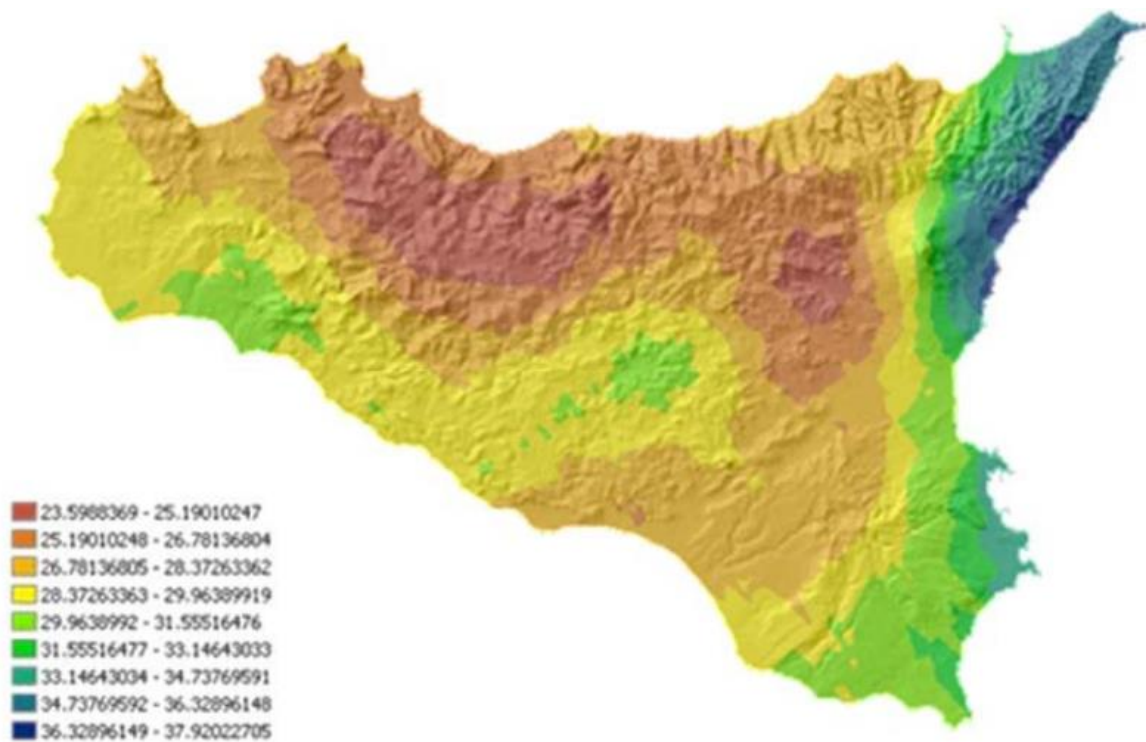 23.5988369 - 25.19010247
25.19010248 - 26.78136804
26.78136805 - 28.37263362
28.37263363 - 29.96389919
29.9638992 - 31.55516476
31.55516477 - 33.14643033
33.14643034 - 34.73769591
34.73769592 - 36.32896148
36.32896149 - 37.92022705